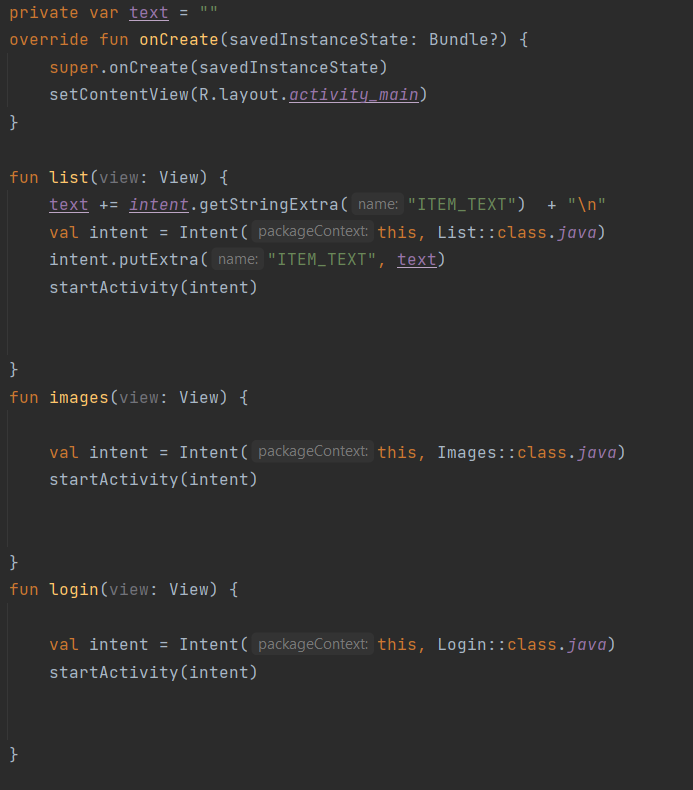 private var text = ""
override fun onCreate(savedInstanceState: Bundle?) {
    super.onCreate(savedInstanceState)
    setContentView(R.layout.activity_main)
}

fun list(view: View) {
    text += intent.getStringExtra( name: "ITEM_TEXT")  + "\n"
    val intent = Intent( packageContext: this, List::class.java)
    intent.putExtra( name: "ITEM_TEXT", text)
    startActivity(intent)

}
fun images(view: View) {

    val intent = Intent( packageContext: this, Images::class.java)
    startActivity(intent)

}
fun login(view: View) {

    val intent = Intent( packageContext: this, Login::class.java)
    startActivity(intent)

}